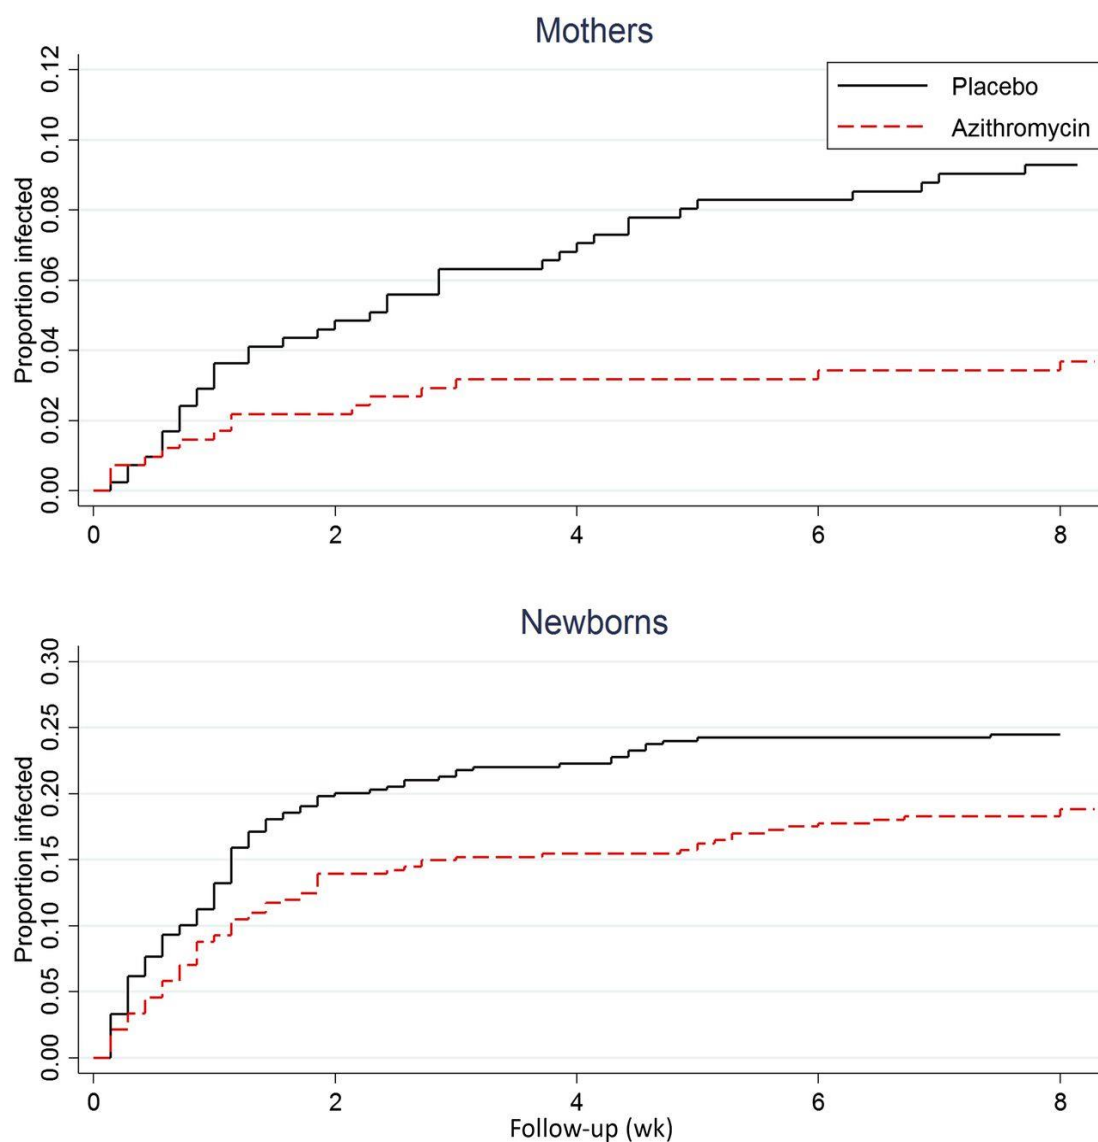 Mothers
Placebo
Azithromycin
Proportion infected
0.12
0.10
0.08
0.06
0.04
0.02
0.00
0 2 4 6 8
Newborns
Proportion infected
0.30
0.25
0.20
0.15
0.10
0.05
0.00
0 2 4 6 8
Follow-up (wk)